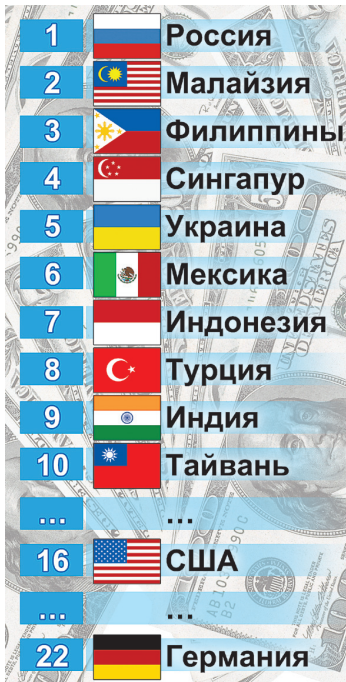 1 Россия
2 Малайзия
3 Филиппины
4 Сингапур
5 Украина
6 Мексика
7 Индонезия
8 Турция
9 Индия
10 Тайвань
... ...
16 США
... ...
22 Германия